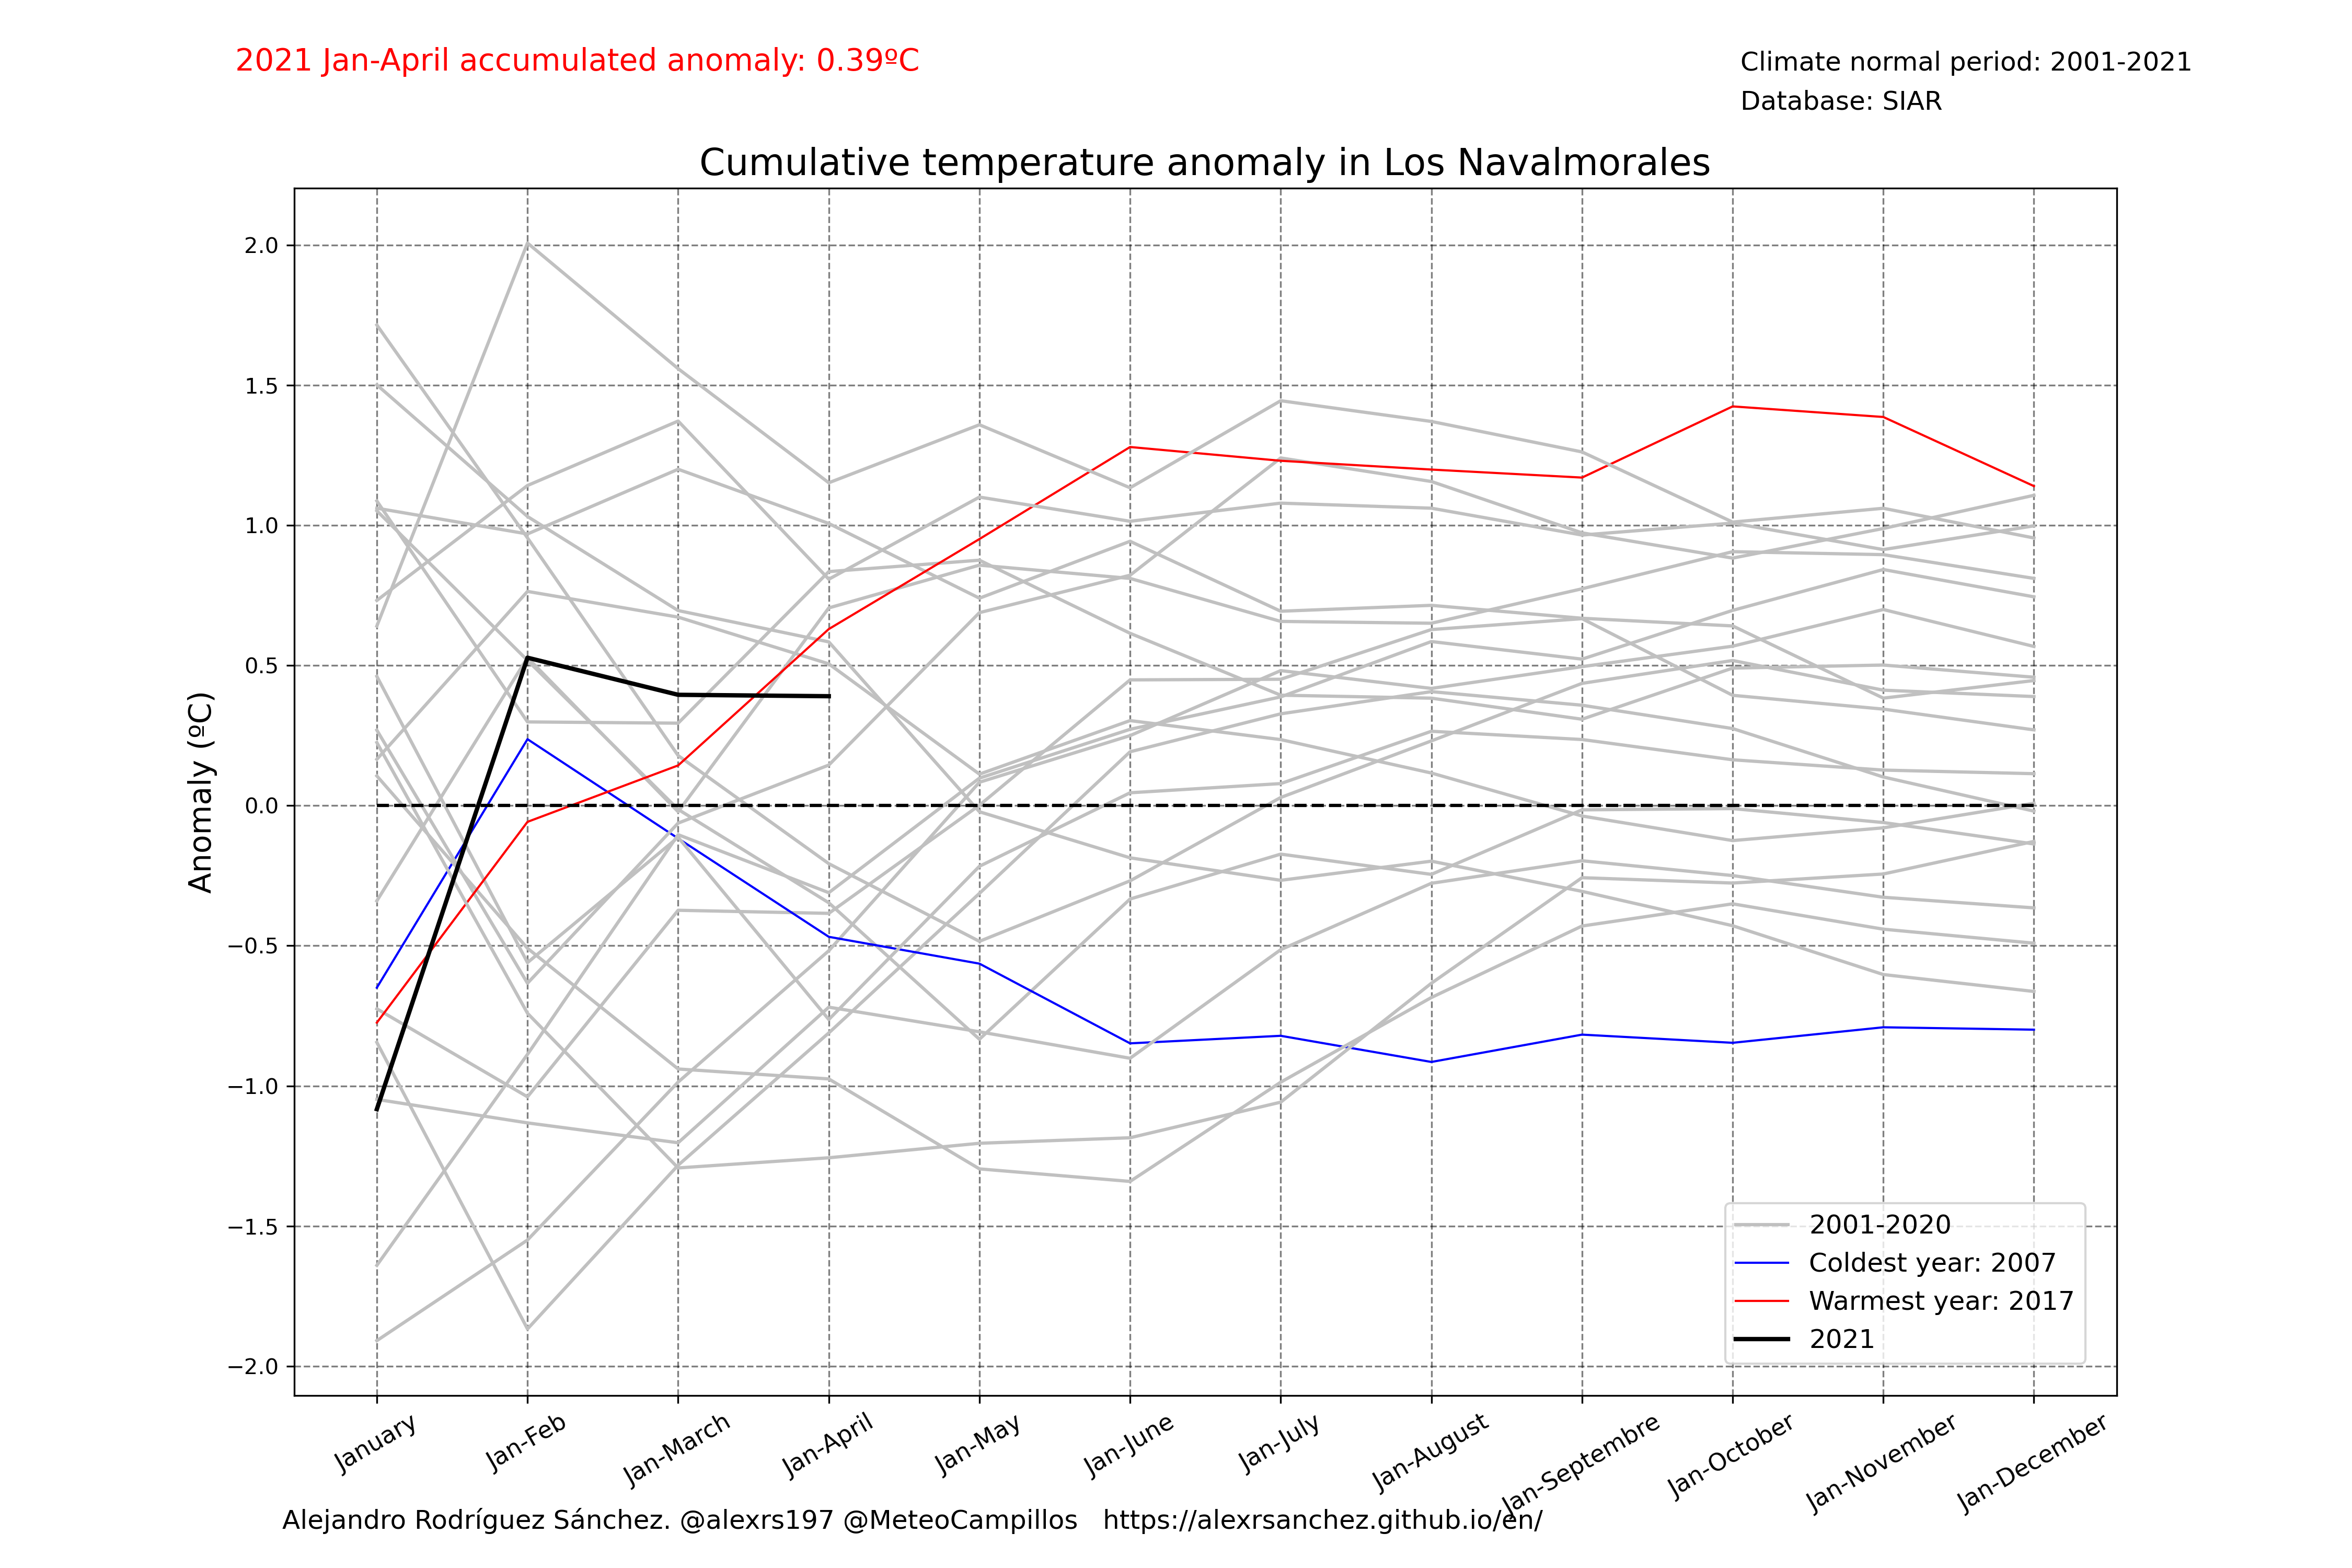 2021 Jan-April accumulated anomaly: 0.39ºC
Climate normal period: 2001-2021
Database: SIAR
Cumulative temperature anomaly in Los Navalmorales
Anomaly (ºC)
2.0
1.5
1.0
0.5
0.0
−0.5
−1.0
−1.5
−2.0
2001-2020
Coldest year: 2007
Warmest year: 2017
2021
January
Jan-Feb
Jan-March
Jan-April
Jan-May
Jan-June
Jan-July
Jan-August
Jan-Septembre
Jan-October
Jan-November
Jan-December
Alejandro Rodríguez Sánchez. @alexrs197 @MeteoCampillos https://alexrsanchez.github.io/en/